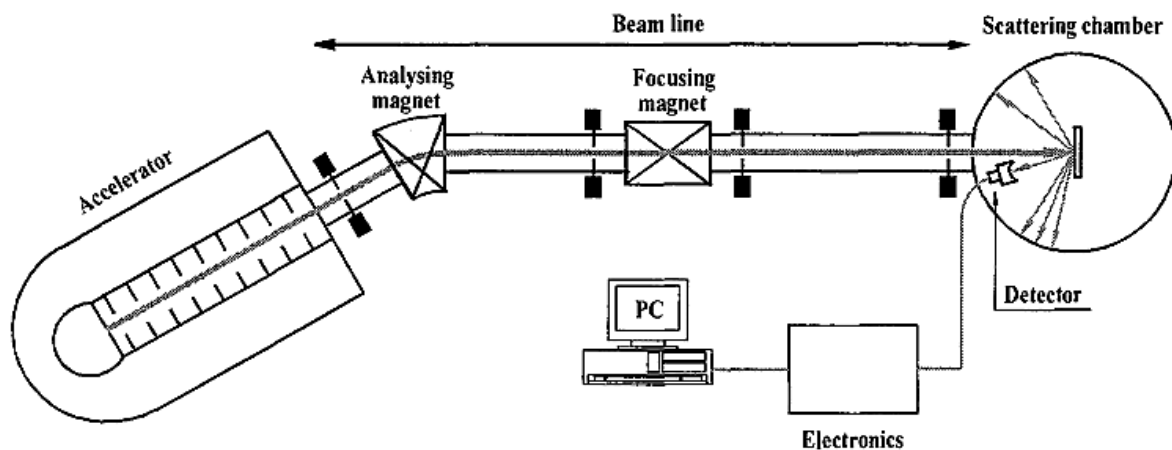 Beam line
Scattering chamber
Analysing
magnet
Focusing
magnet
Accelerator
Detector
PC
Electronics